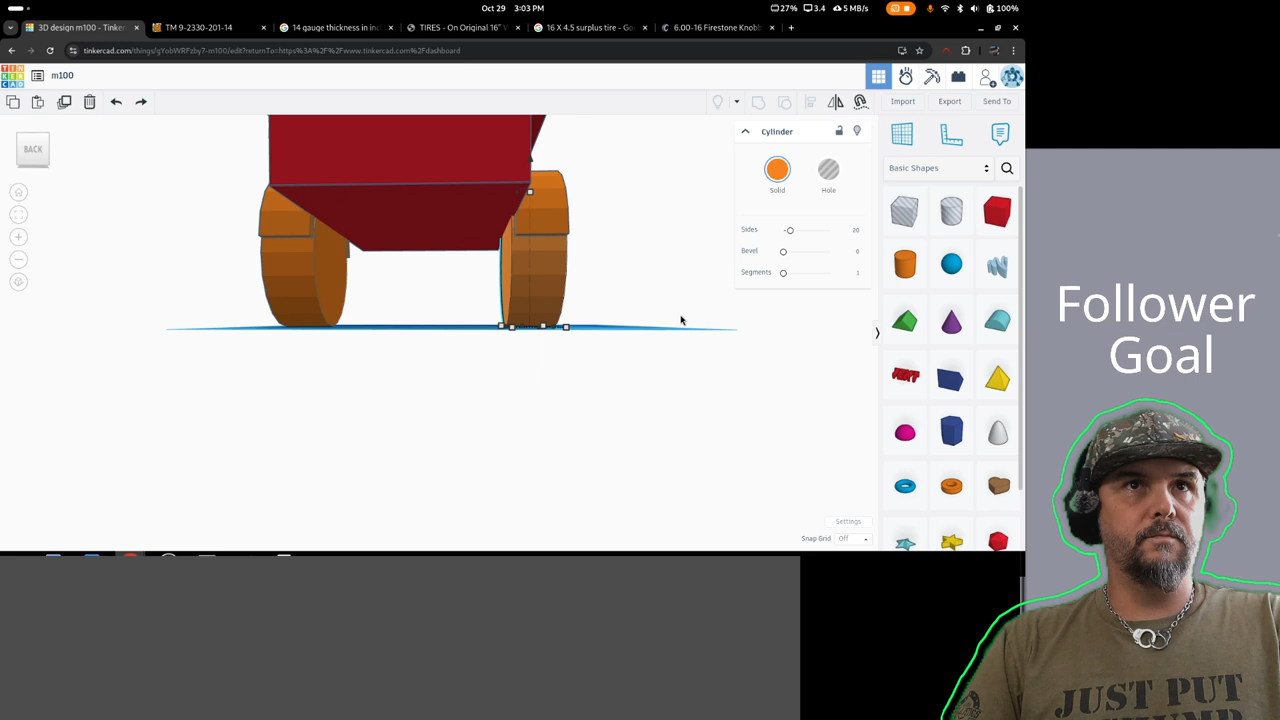 Oct 29 3:03 PM
27% 3.4 5 MB/s 100%
3D design m100 - Tinker
TM 9-2330-201-14
14 gauge thickness in inc
TIRES - On Original 16" W
16 X 4.5 surplus tire - Go
6.00-16 Firestone Knobb
tinkercad.com/things/gYobWRFzby7-m100/edit?returnTo=https%3A%2F%2Fwww.tinkercad.com%2Fdashboard
TIN
KER
CAD
m100
Import Export Send To
BACK
Cylinder
Solid Hole
Sides 20
Bevel 0
Segments 1
Basic Shapes
Settings
Snap Grid Off
Follower
Goal
JUST PUT